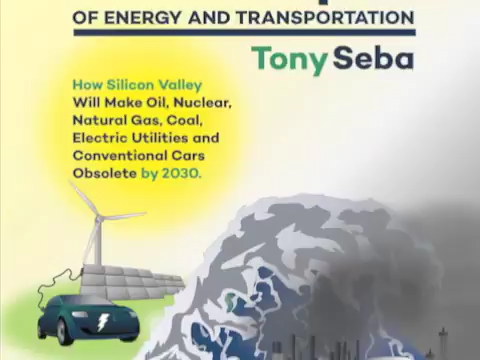 OF ENERGY AND TRANSPORTATION
Tony Seba
How Silicon Valley
Will Make Oil, Nuclear,
Natural Gas, Coal,
Electric Utilities and
Conventional Cars
Obsolete by 2030.